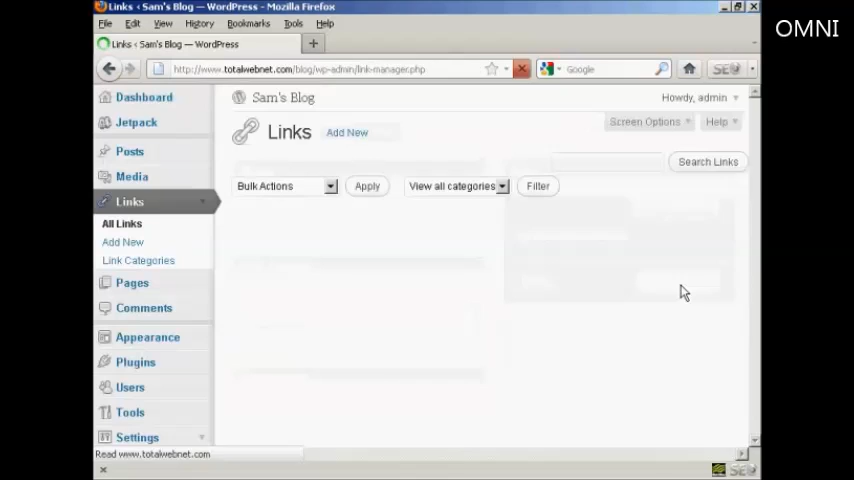 Links ‹ Sam's Blog — WordPress - Mozilla Firefox
OMNI
File Edit View History Bookmarks Tools Help
Links ‹ Sam's Blog — WordPress
http://www.totalwebnet.com/blog/wp-admin/link-manager.php
Google
SEO
Dashboard
Sam's Blog
Howdy, admin
Jetpack
Links Add New
Screen Options
Help
Posts
Search Links
Media
Bulk Actions
Apply
View all categories
Filter
Links
All Links
Add New
Link Categories
Pages
Comments
Appearance
Plugins
Users
Tools
Settings
Read www.totalwebnet.com
SEO